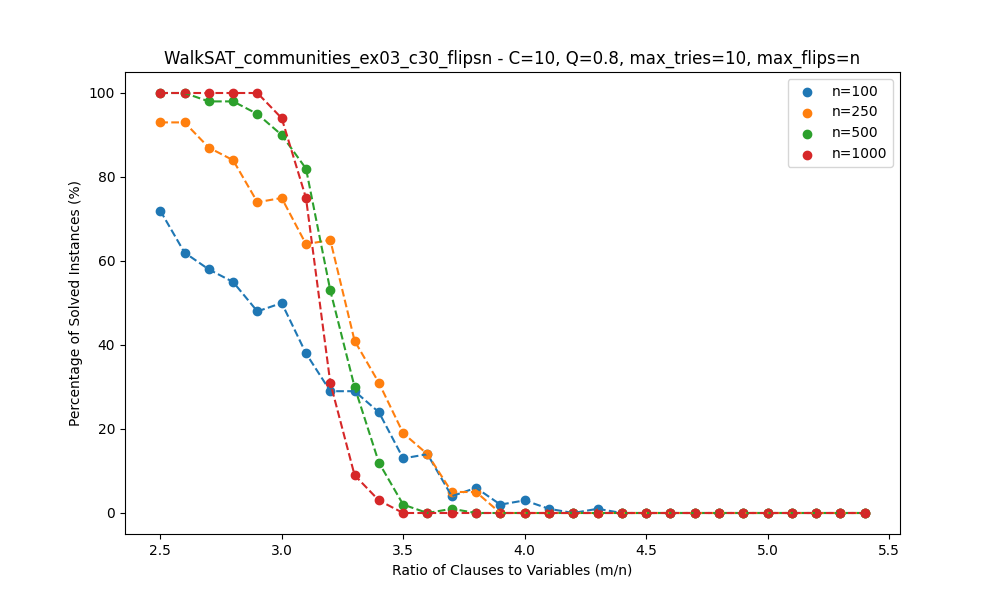 WalkSAT_communities_ex03_c30_flipsn - C=10, Q=0.8, max_tries=10, max_flips=n
n=100
n=250
n=500
n=1000
Percentage of Solved Instances (%)
100
80
60
40
20
0
2.5 3.0 3.5 4.0 4.5 5.0 5.5
Ratio of Clauses to Variables (m/n)